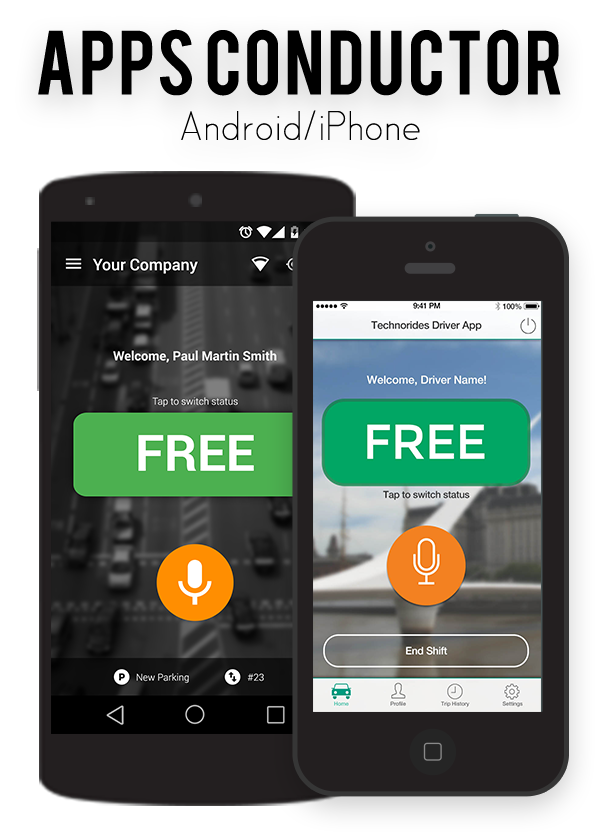 APPS CONDUCTOR
Android/iPhone
Your Company
Welcome, Paul Martin Smith
Tap to switch status
FREE
P New Parking
#23
9:41 PM
100%
Technorides Driver App
Welcome, Driver Name!
FREE
Tap to switch status
End Shift
Home
Profile
Trip History
Settings